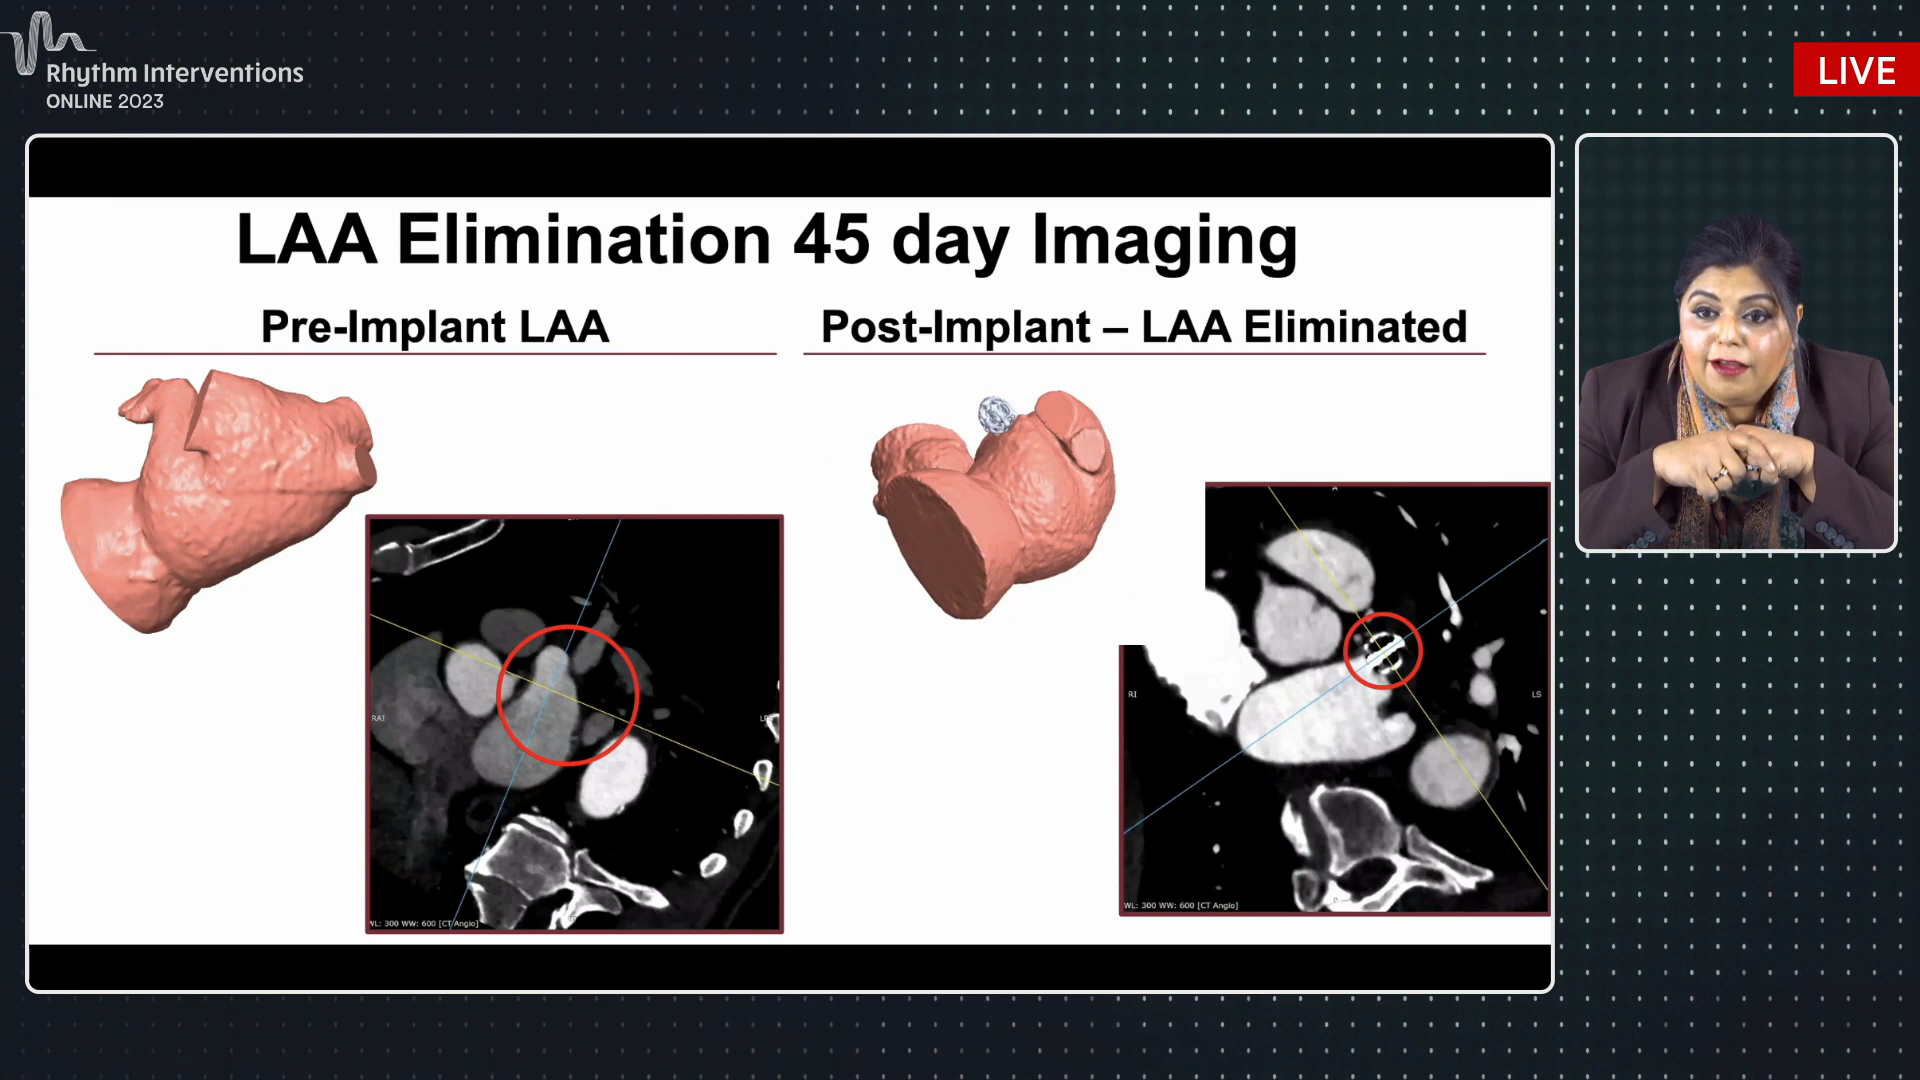 Rhythm Interventions
ONLINE 2023
LIVE
LAA Elimination 45 day Imaging
Pre-Implant LAA
Post-Implant – LAA Eliminated
RAI
WL: 300 WW: 600 [CT Angio]
A
RI
LS
P
WL: 300 WW: 600 [CT Angio]